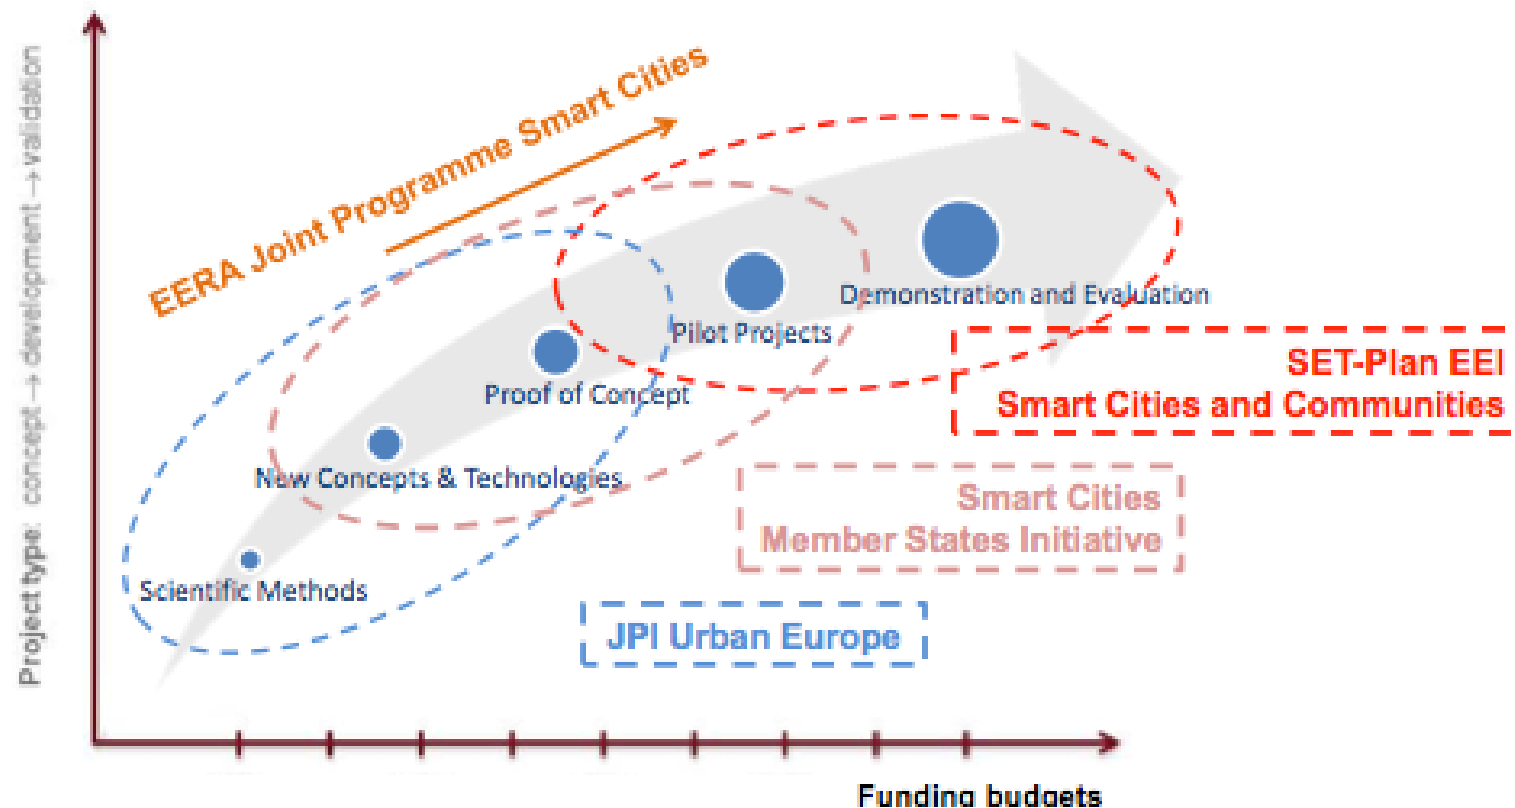 Project type: concept → development → validation
EERA Joint Programme Smart Cities
Demonstration and Evaluation
Pilot Projects
Proof of Concept
New Concepts & Technologies
Scientific Methods
SET-Plan EEI
Smart Cities and Communities
Smart Cities
Member States Initiative
JPI Urban Europe
Funding budgets